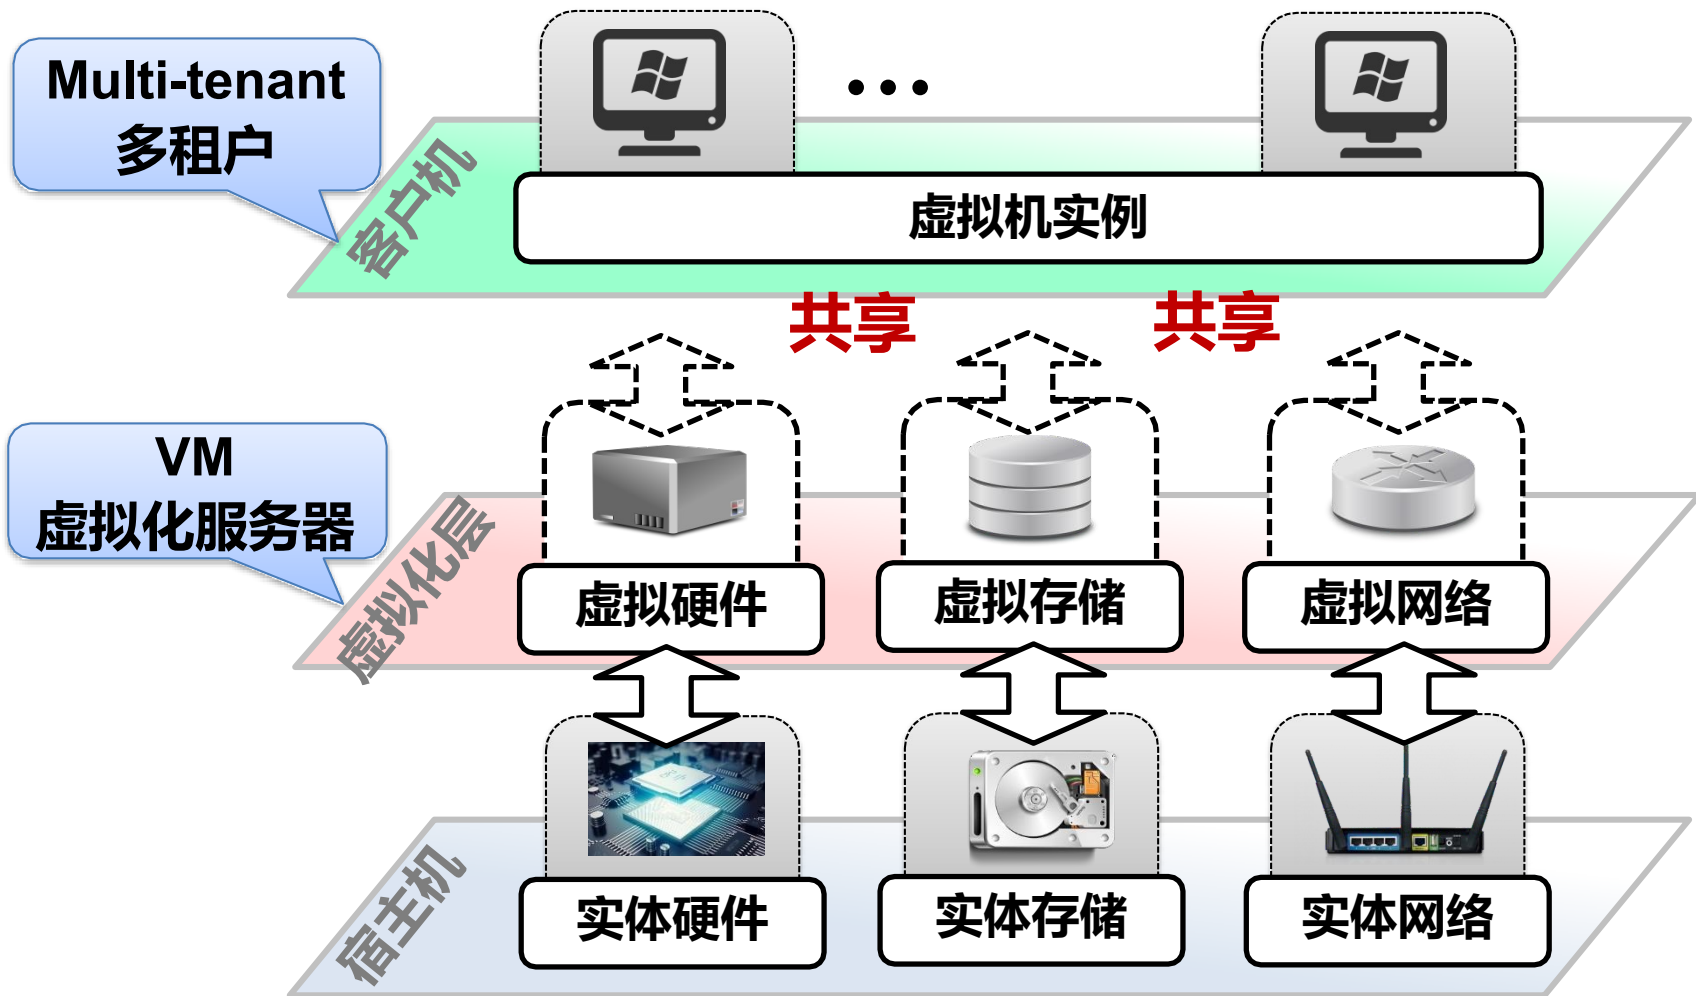 Multi-tenant
多租户
客户机
虚拟机实例
共享
共享
VM
虚拟化服务器
虚拟化层
虚拟硬件
虚拟存储
虚拟网络
宿主机
实体硬件
实体存储
实体网络